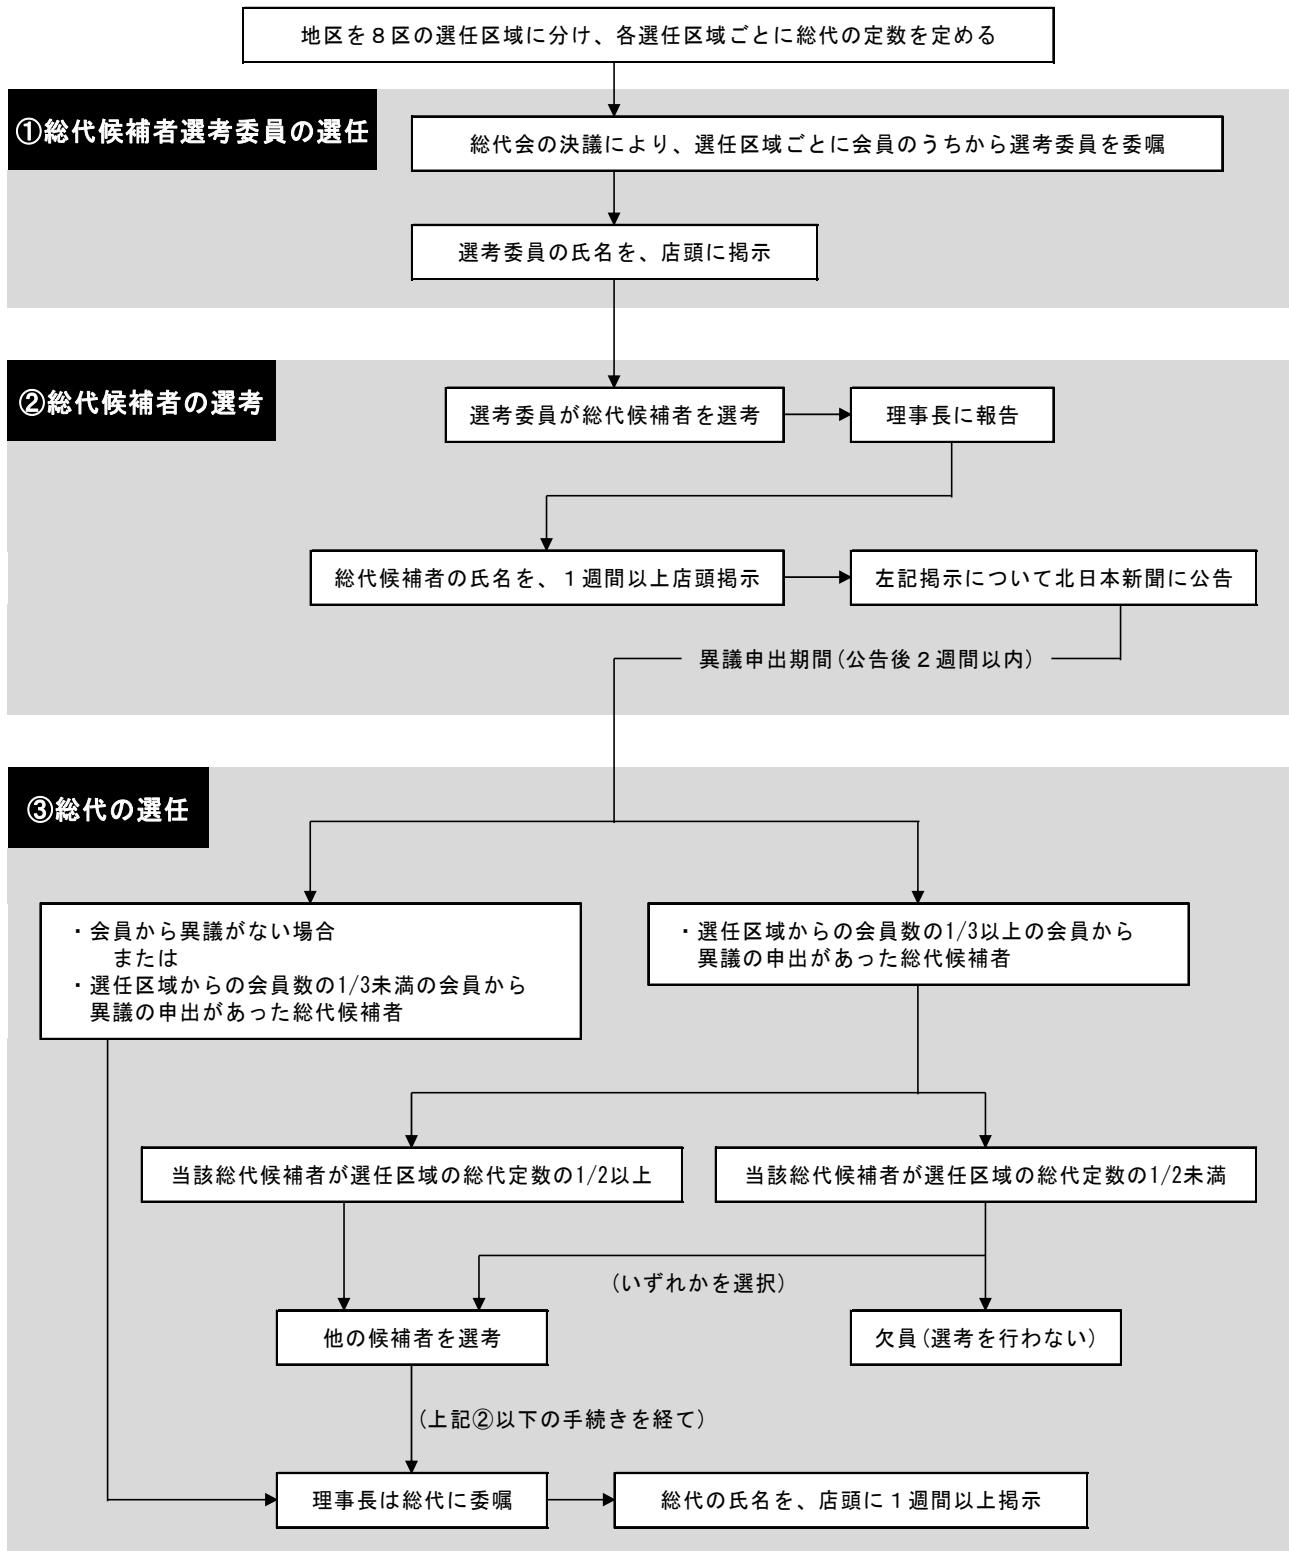 地区を８区の選任区域に分け、各選任区域ごとに総代の定数を定める
①総代候補者選考委員の選任
総代会の決議により、選任区域ごとに会員のうちから選考委員を委嘱
選考委員の氏名を、店頭に掲示
②総代候補者の選考
選考委員が総代候補者を選考
理事長に報告
総代候補者の氏名を、１週間以上店頭掲示
左記掲示について北日本新聞に公告
異議申出期間(公告後２週間以内)
③総代の選任
・会員から異議がない場合
または
・選任区域からの会員数の1/3未満の会員から
異議の申出があった総代候補者
・選任区域からの会員数の1/3以上の会員から
異議の申出があった総代候補者
当該総代候補者が選任区域の総代定数の1/2以上
当該総代候補者が選任区域の総代定数の1/2未満
(いずれかを選択)
他の候補者を選考
欠員(選考を行わない)
(上記②以下の手続きを経て)
理事長は総代に委嘱
総代の氏名を、店頭に１週間以上掲示